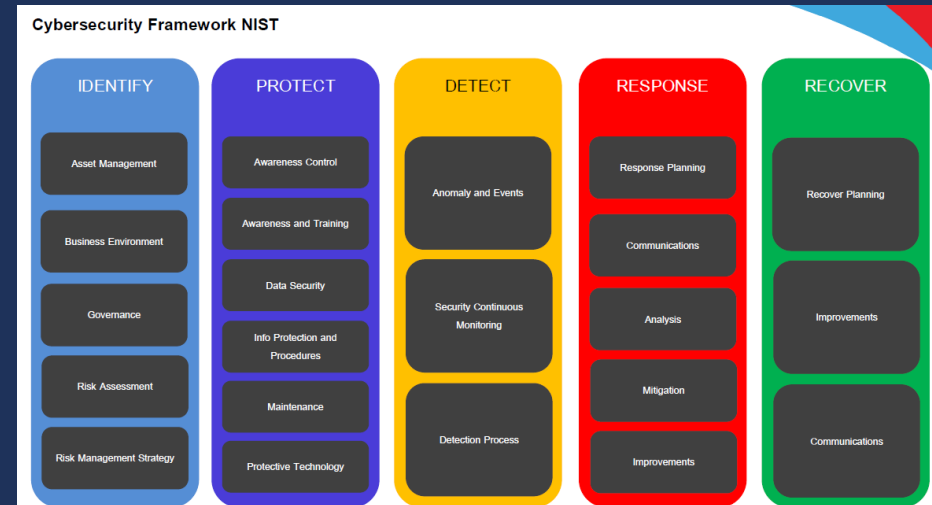 Cybersecurity Framework NIST
IDENTIFY
Asset Management
Business Environment
Governance
Risk Assessment
Risk Management Strategy
PROTECT
Awareness Control
Awareness and Training
Data Security
Info Protection and
Procedures
Maintenance
Protective Technology
DETECT
Anomaly and Events
Security Continuous
Monitoring
Detection Process
RESPONSE
Response Planning
Communications
Analysis
Mitigation
Improvements
RECOVER
Recover Planning
Improvements
Communications